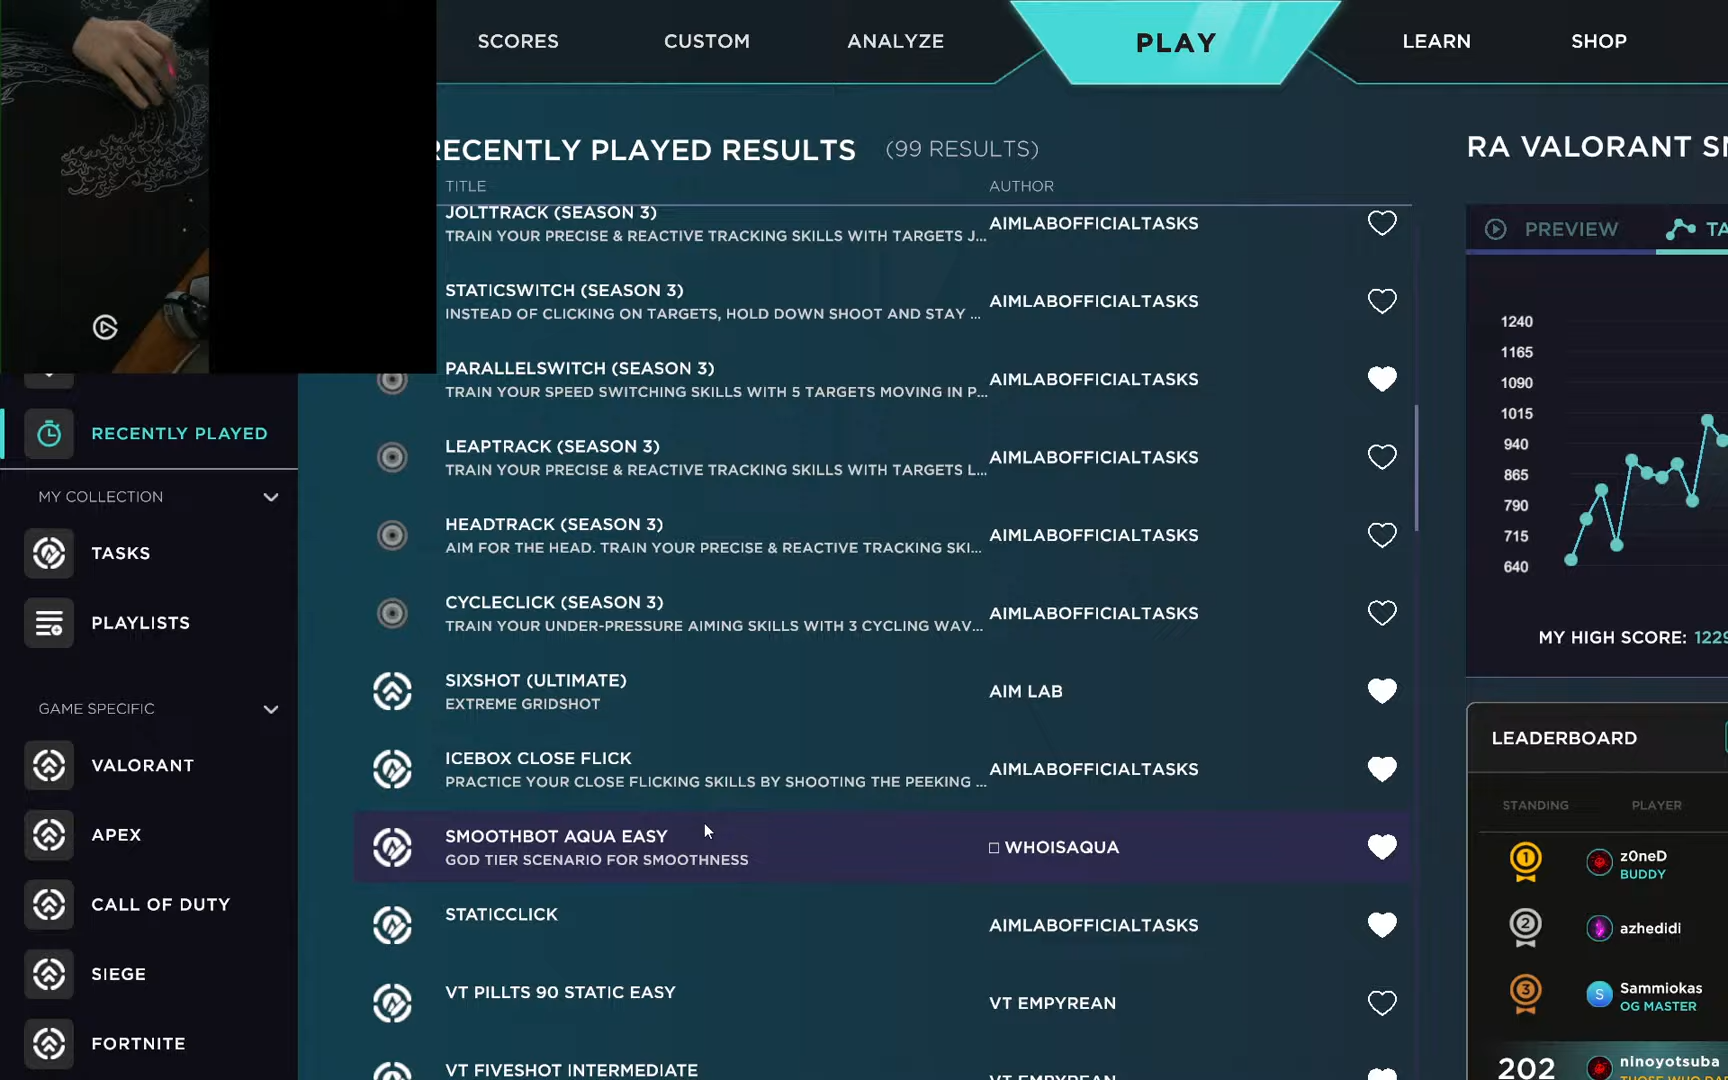 SCORES
CUSTOM
ANALYZE
PLAY
LEARN
SHOP
RECENTLY PLAYED RESULTS (99 RESULTS)
TITLE
AUTHOR
JOLTTRACK (SEASON 3)
TRAIN YOUR PRECISE & REACTIVE TRACKING SKILLS WITH TARGETS J...
AIMLABOFFICIALTASKS
STATICSWITCH (SEASON 3)
INSTEAD OF CLICKING ON TARGETS, HOLD DOWN SHOOT AND STAY ...
AIMLABOFFICIALTASKS
PARALLELSWITCH (SEASON 3)
TRAIN YOUR SPEED SWITCHING SKILLS WITH 5 TARGETS MOVING IN P...
AIMLABOFFICIALTASKS
LEAPTRACK (SEASON 3)
TRAIN YOUR PRECISE & REACTIVE TRACKING SKILLS WITH TARGETS L...
AIMLABOFFICIALTASKS
HEADTRACK (SEASON 3)
AIM FOR THE HEAD. TRAIN YOUR PRECISE & REACTIVE TRACKING SKI...
AIMLABOFFICIALTASKS
CYCLECLICK (SEASON 3)
TRAIN YOUR UNDER-PRESSURE AIMING SKILLS WITH 3 CYCLING WAV...
AIMLABOFFICIALTASKS
SIXSHOT (ULTIMATE)
EXTREME GRIDSHOT
AIM LAB
ICEBOX CLOSE FLICK
PRACTICE YOUR CLOSE FLICKING SKILLS BY SHOOTING THE PEEKING ...
AIMLABOFFICIALTASKS
SMOOTHBOT AQUA EASY
GOD TIER SCENARIO FOR SMOOTHNESS
□ WHOISAQUA
STATICCLICK
AIMLABOFFICIALTASKS
VT PILLTS 90 STATIC EASY
VT EMPYREAN
VT FIVESHOT INTERMEDIATE
VT EMPYREAN
RECENTLY PLAYED
MY COLLECTION
TASKS
PLAYLISTS
GAME SPECIFIC
VALORANT
APEX
CALL OF DUTY
SIEGE
FORTNITE
RA VALORANT SM
PREVIEW
TA
1240
1165
1090
1015
940
865
790
715
640
MY HIGH SCORE: 1229
LEADERBOARD
STANDING
PLAYER
1
z0neD
BUDDY
2
azhedidi
3
S
Sammiokas
OG MASTER
202
ninoyotsuba